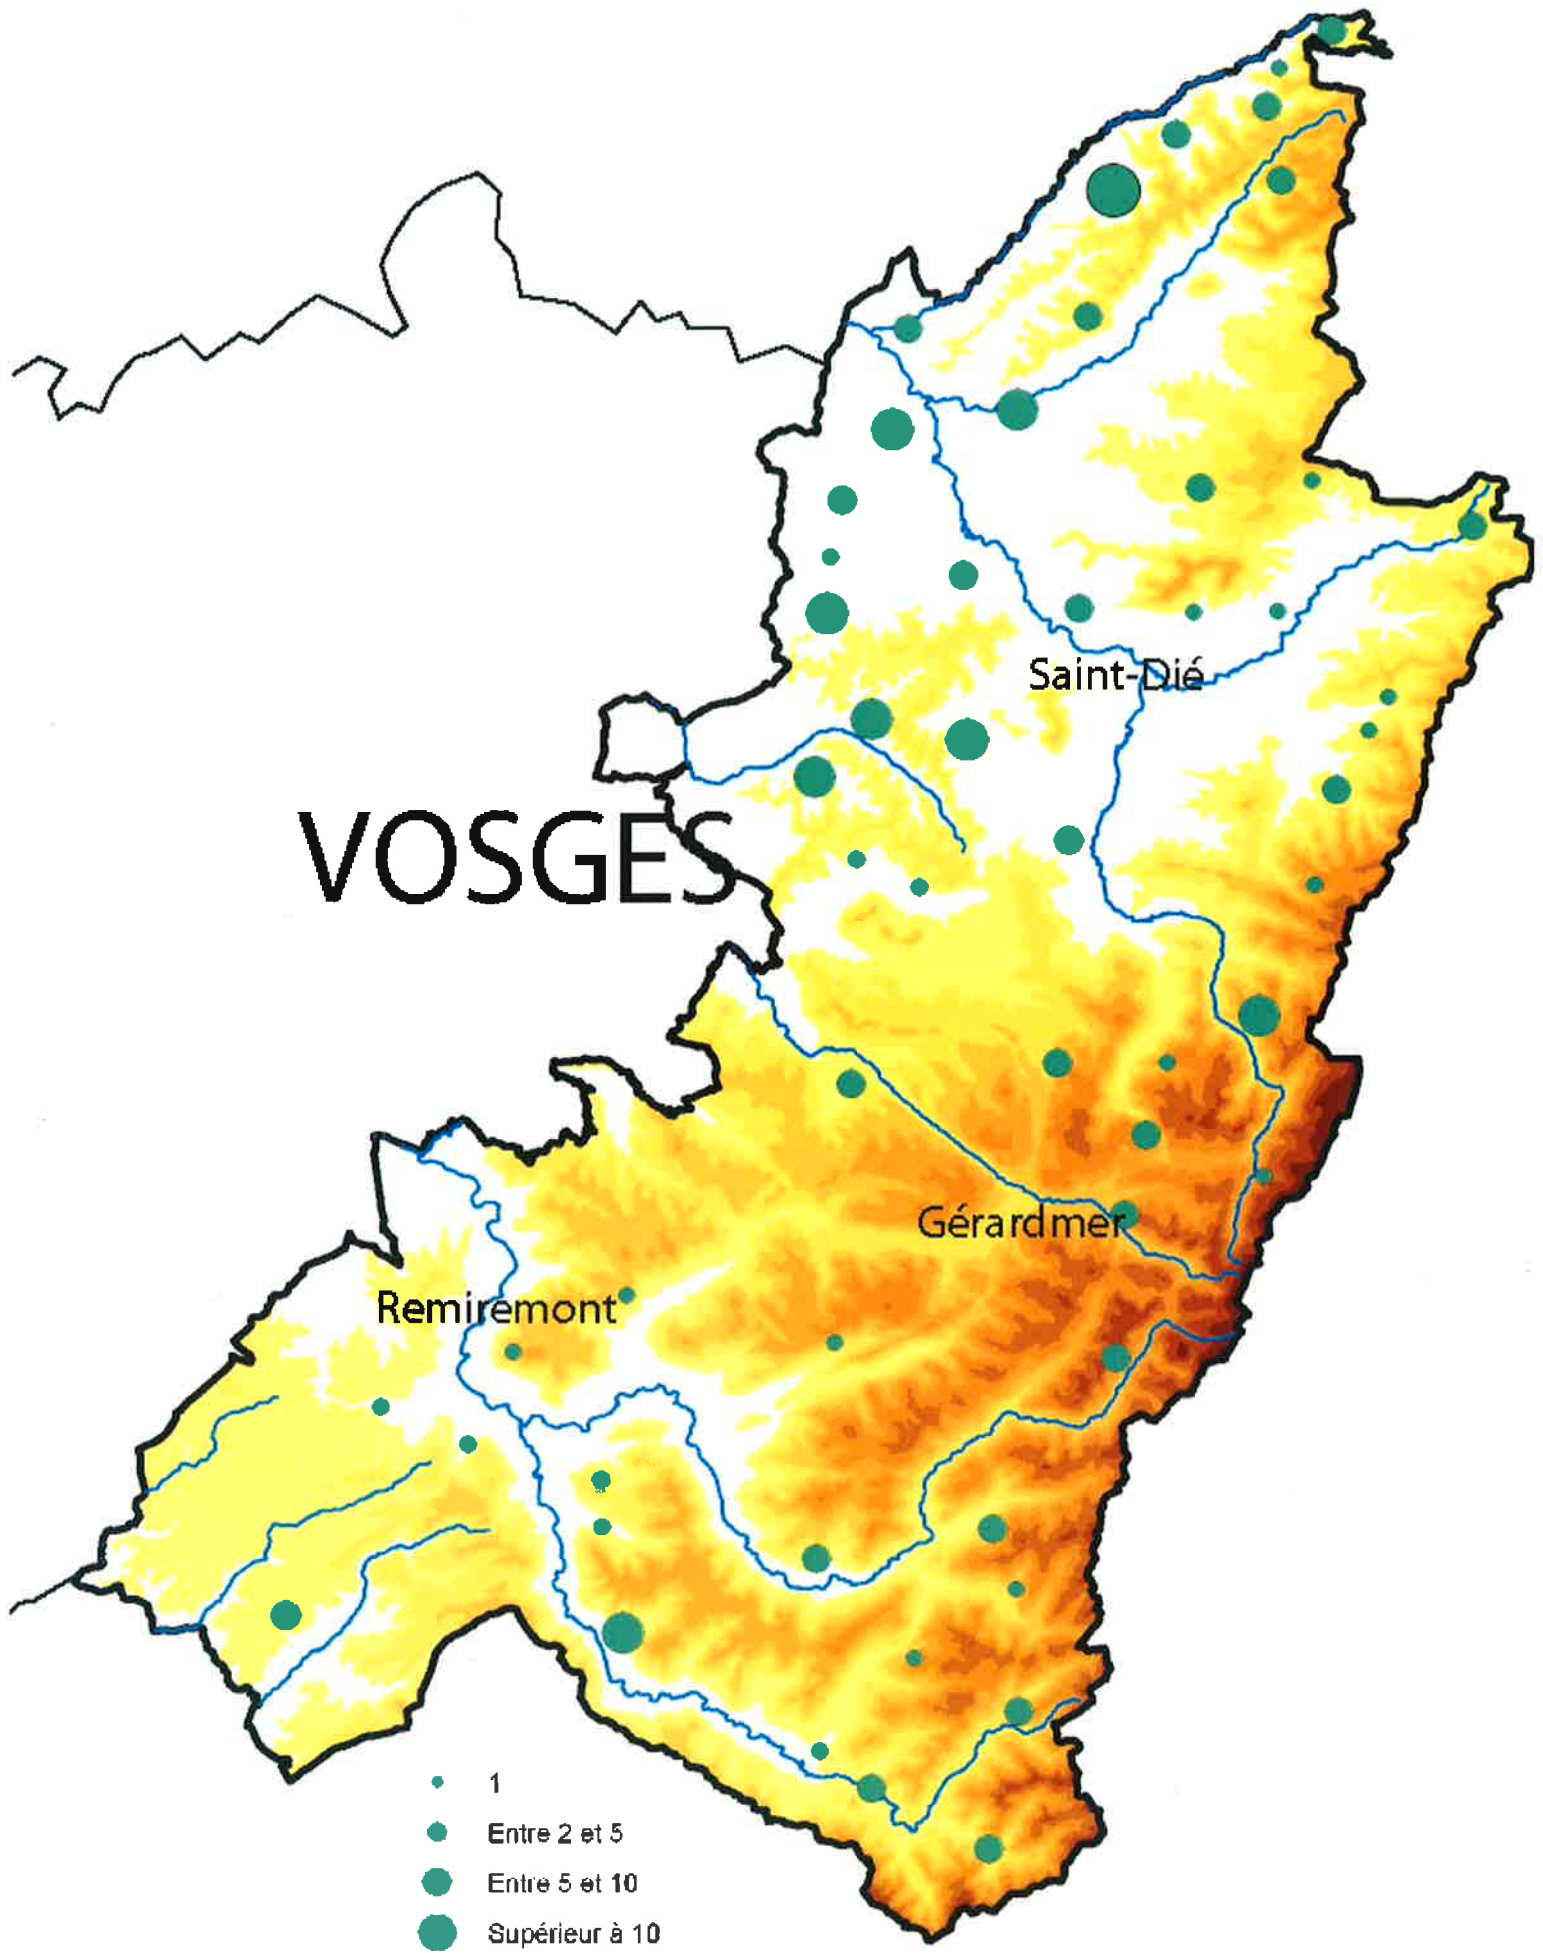 Saint-Dié
VOSGES
Gérardmer
Remiremont
1
Entre 2 et 5
Entre 5 et 10
Supérieur à 10